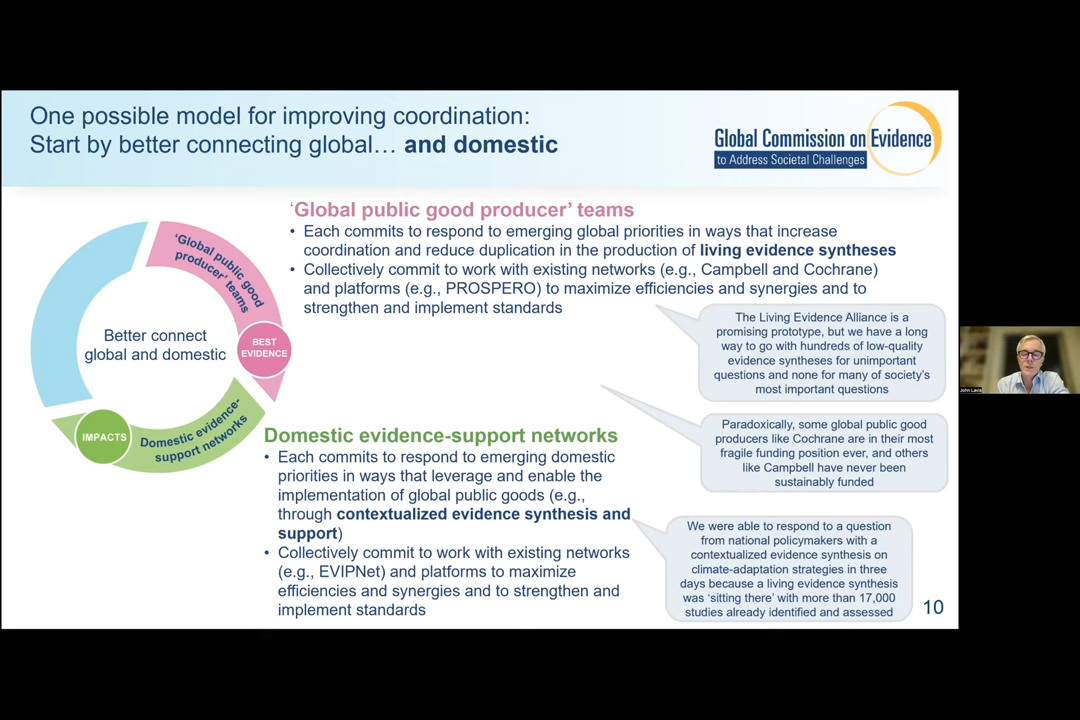 One possible model for improving coordination:
Start by better connecting global… and domestic
Global Commission on Evidence
to Address Societal Challenges
'Global public good
producer' teams
BEST
EVIDENCE
Better connect
global and domestic
IMPACTS
Domestic evidence-
support networks
‘Global public good producer’ teams
• Each commits to respond to emerging global priorities in ways that increase
coordination and reduce duplication in the production of living evidence syntheses
• Collectively commit to work with existing networks (e.g., Campbell and Cochrane)
and platforms (e.g., PROSPERO) to maximize efficiencies and synergies and to
strengthen and implement standards
The Living Evidence Alliance is a
promising prototype, but we have a long
way to go with hundreds of low-quality
evidence syntheses for unimportant
questions and none for many of society's
most important questions
Paradoxically, some global public good
producers like Cochrane are in their most
fragile funding position ever, and others
like Campbell have never been
sustainably funded
Domestic evidence-support networks
• Each commits to respond to emerging domestic
priorities in ways that leverage and enable the
implementation of global public goods (e.g.,
through contextualized evidence synthesis and
support)
• Collectively commit to work with existing networks
(e.g., EVIPNet) and platforms to maximize
efficiencies and synergies and to strengthen and
implement standards
We were able to respond to a question
from national policymakers with a
contextualized evidence synthesis on
climate-adaptation strategies in three
days because a living evidence synthesis
was ‘sitting there’ with more than 17,000
studies already identified and assessed
10
John Lavis